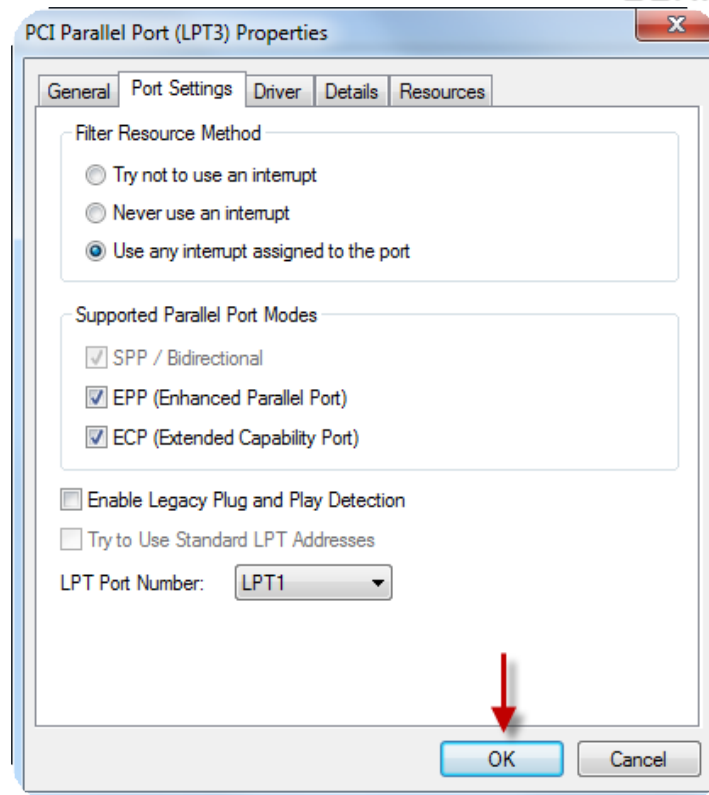 PCI Parallel Port (LPT3) Properties
General Port Settings Driver Details Resources
Filter Resource Method
Try not to use an interrupt
Never use an interrupt
Use any interrupt assigned to the port
Supported Parallel Port Modes
SPP / Bidirectional
EPP (Enhanced Parallel Port)
ECP (Extended Capability Port)
Enable Legacy Plug and Play Detection
Try to Use Standard LPT Addresses
LPT Port Number: LPT1
OK Cancel